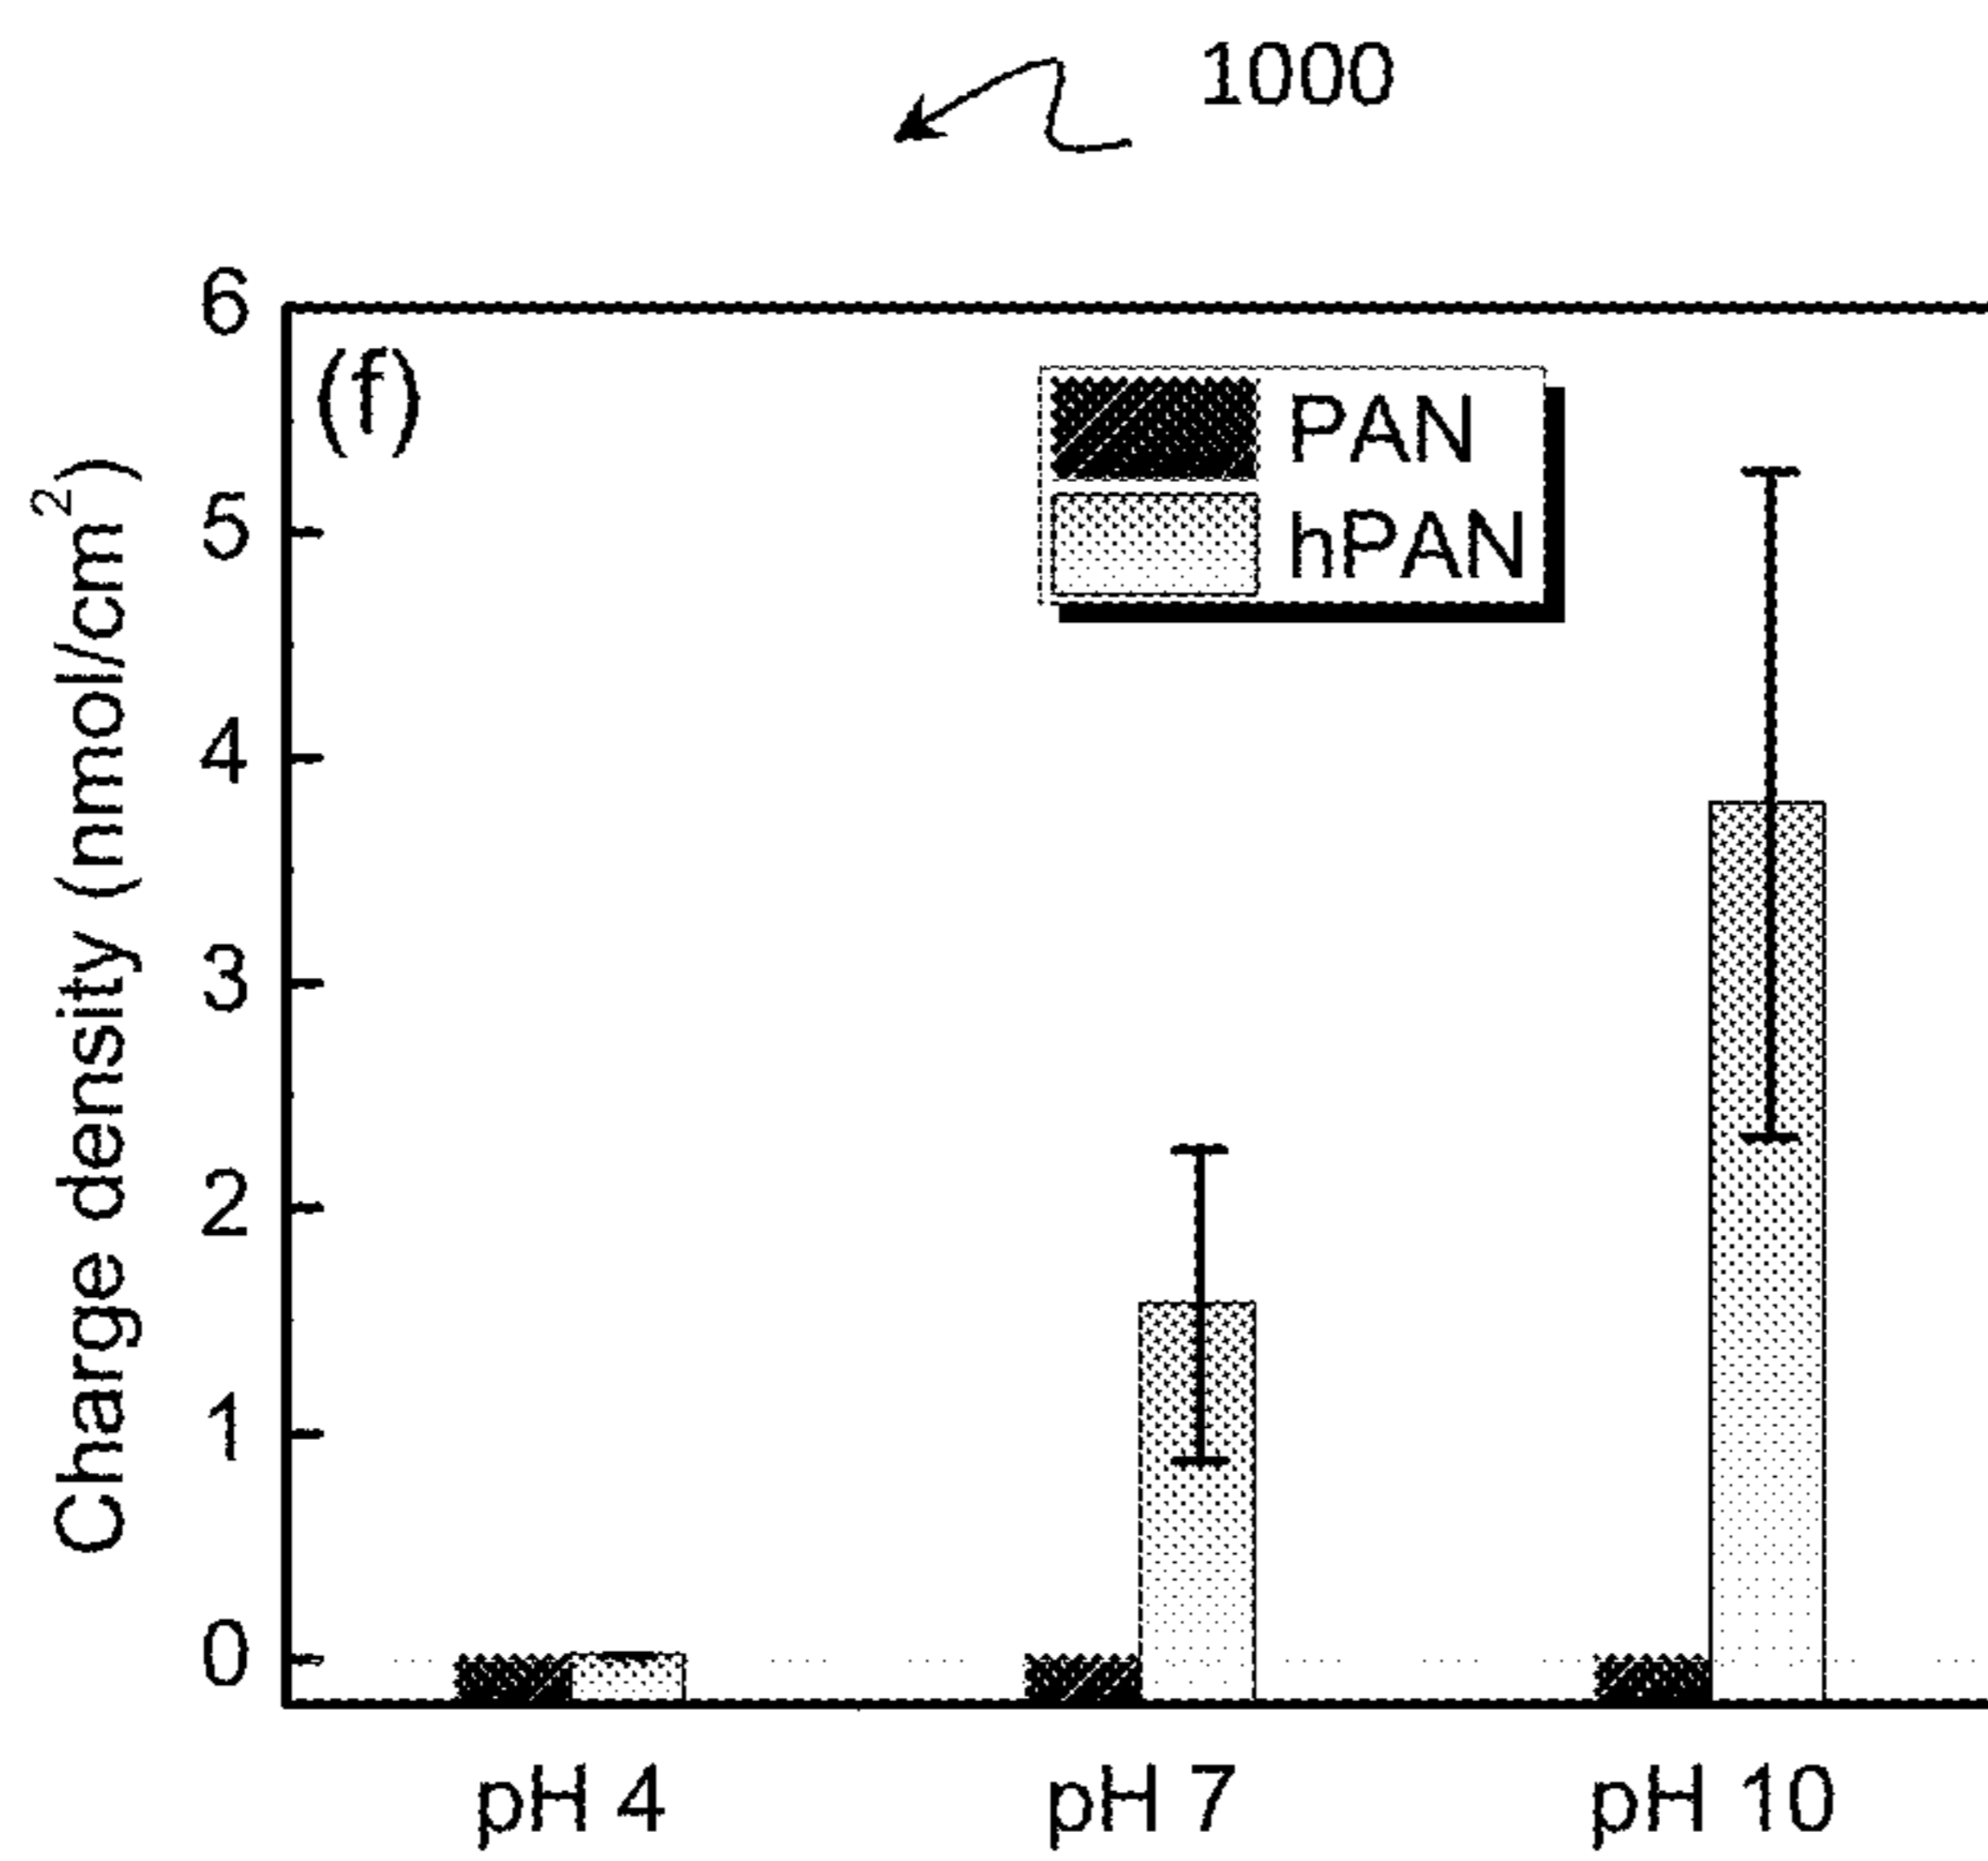 1000
(f)
PAN
hPAN
Charge density (nmol/cm²)
6
5
4
3
2
1
0
pH 4
pH 7
pH 10